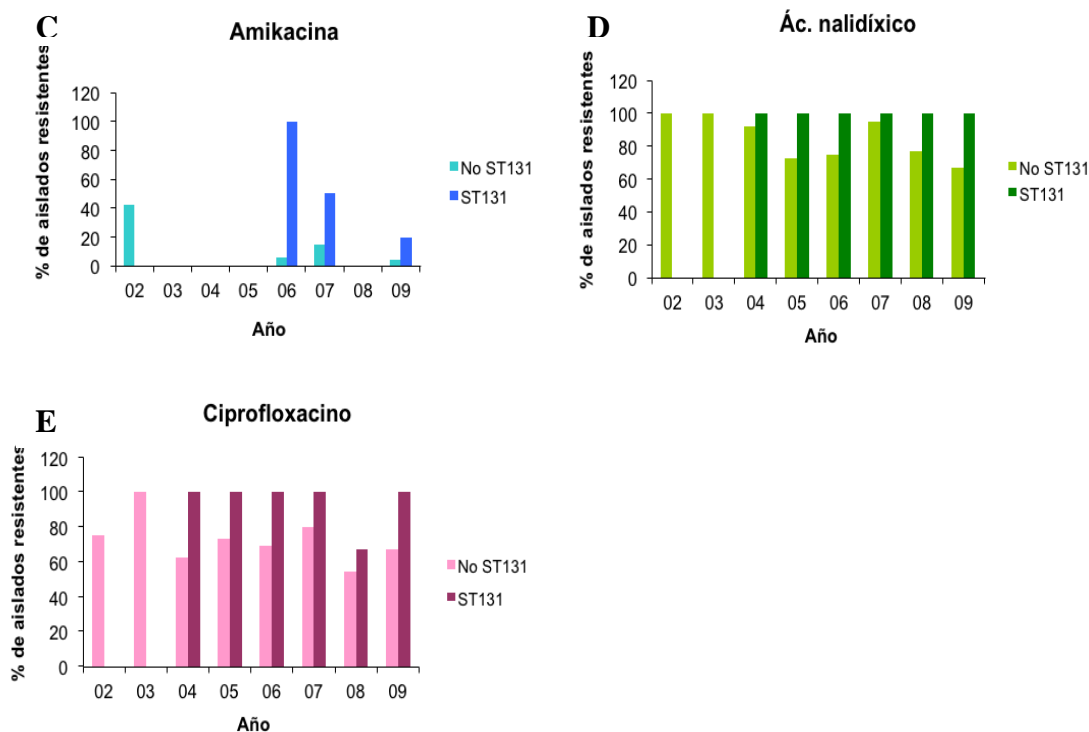 C
Amikacina
% de aislados resistentes
120
100
80
60
40
20
0
02 03 04 05 06 07 08 09
Año
No ST131
ST131
D
Ác. nalidíxico
% de aislados resistentes
120
100
80
60
40
20
0
02 03 04 05 06 07 08 09
Año
No ST131
ST131
E
Ciprofloxacino
% de aislados resistentes
120
100
80
60
40
20
0
02 03 04 05 06 07 08 09
Año
No ST131
ST131